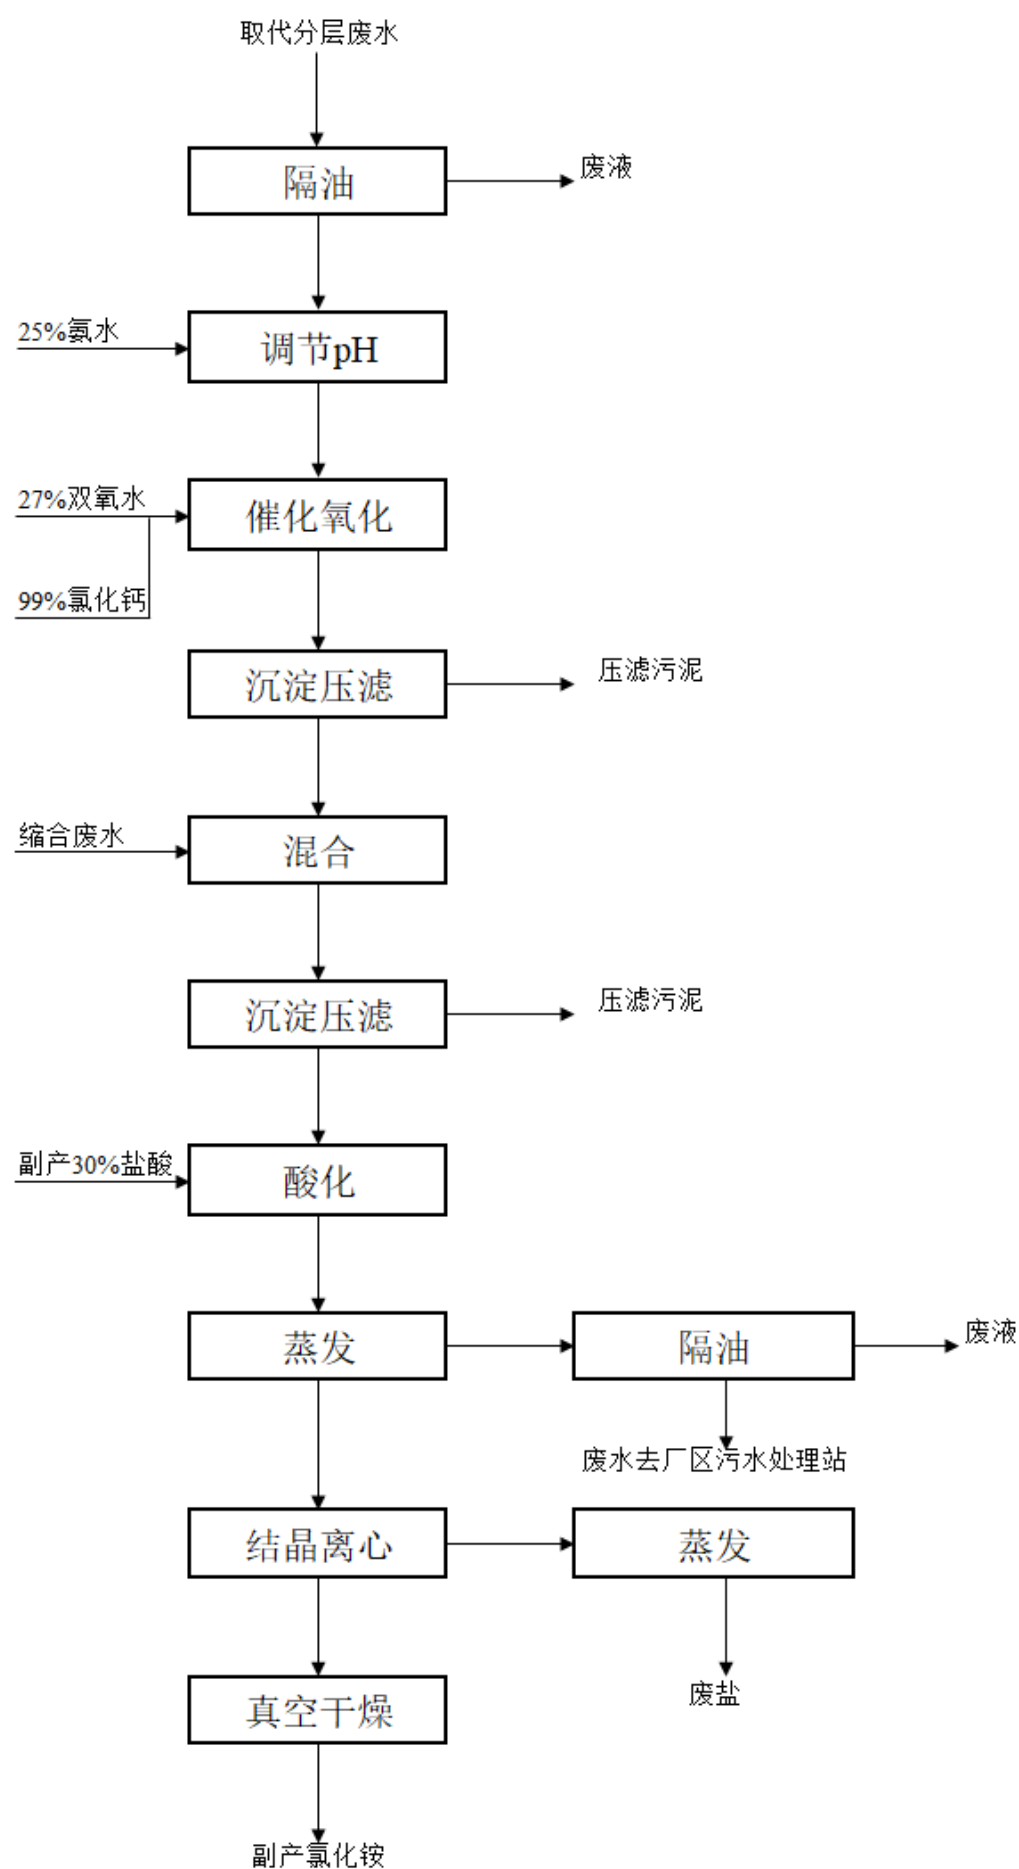 取代分层废水
隔油
废液
25%氨水
调节pH
27%双氧水
催化氧化
99%氯化钙
沉淀压滤
压滤污泥
缩合废水
混合
沉淀压滤
压滤污泥
副产30%盐酸
酸化
蒸发
隔油
废液
废水去厂区污水处理站
结晶离心
蒸发
废盐
真空干燥
副产氯化铵